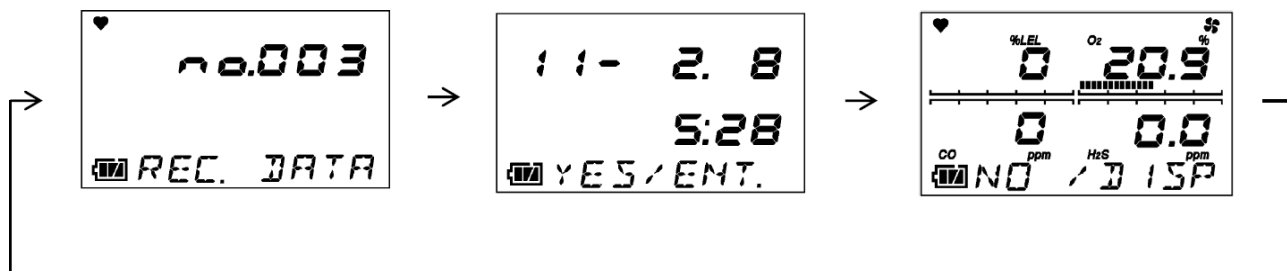 no.003
REC. DATA
11- 2. 8
5:28
YES/ENT.
%LEL O2 %
0 20.9
0 0.0
CO ppm H2S ppm
NO /DISP